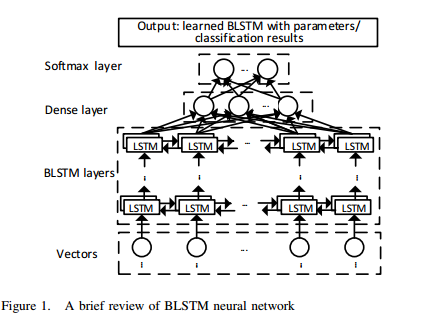 Output: learned BLSTM with parameters/
classification results
Softmax layer
...
Dense layer
...
LSTM LSTM ... LSTM LSTM
BLSTM layers
LSTM LSTM ... LSTM LSTM
Vectors
...
Figure 1. A brief review of BLSTM neural network